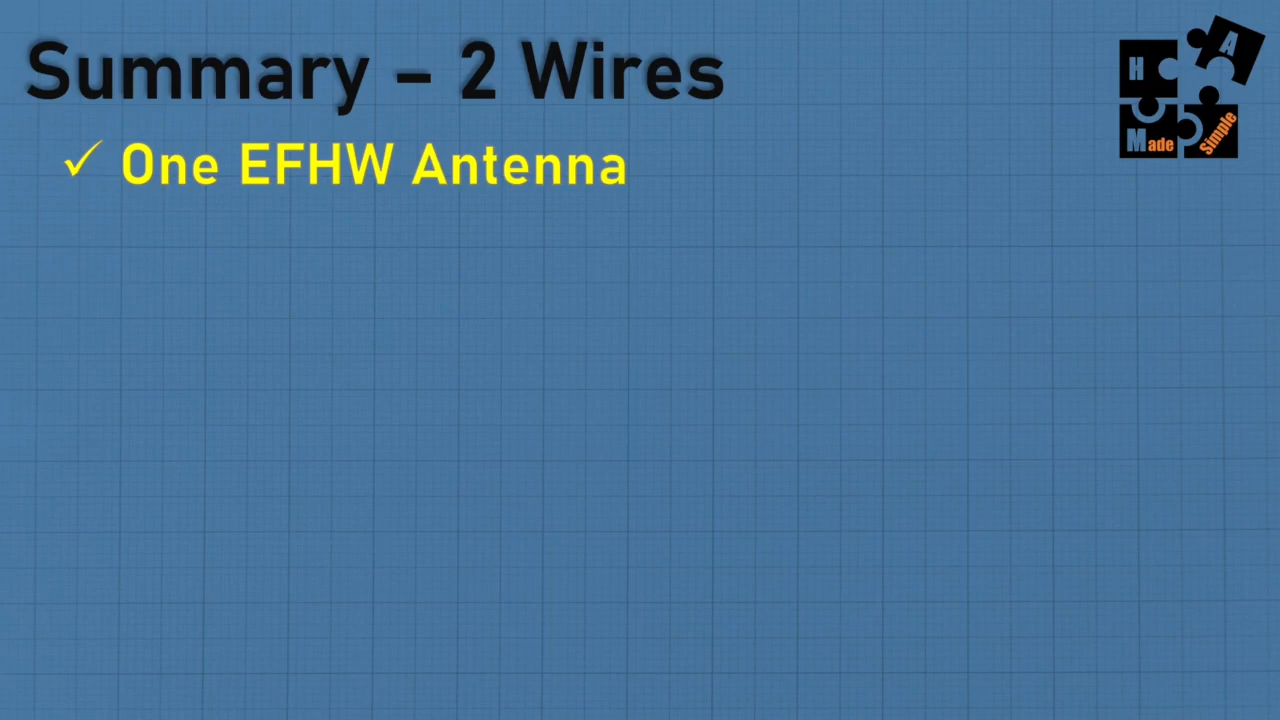 Summary – 2 Wires
✓ One EFHW Antenna
H A
Made Simple